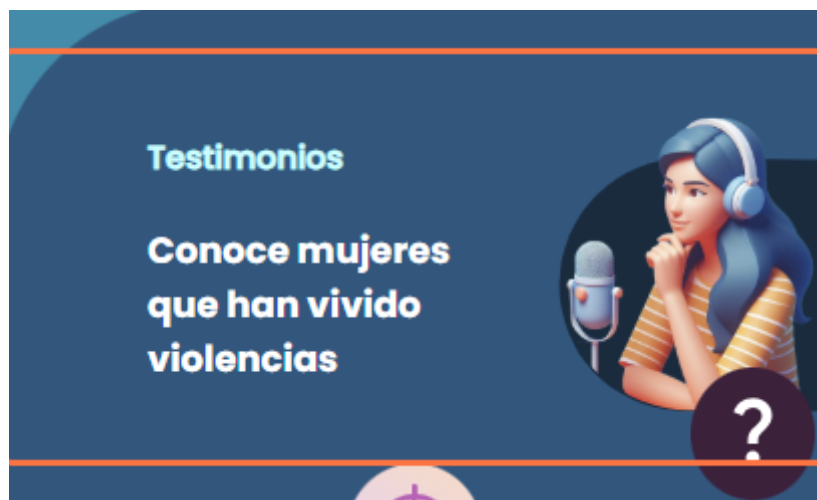 Testimonios
Conoce mujeres
que han vivido
violencias
?